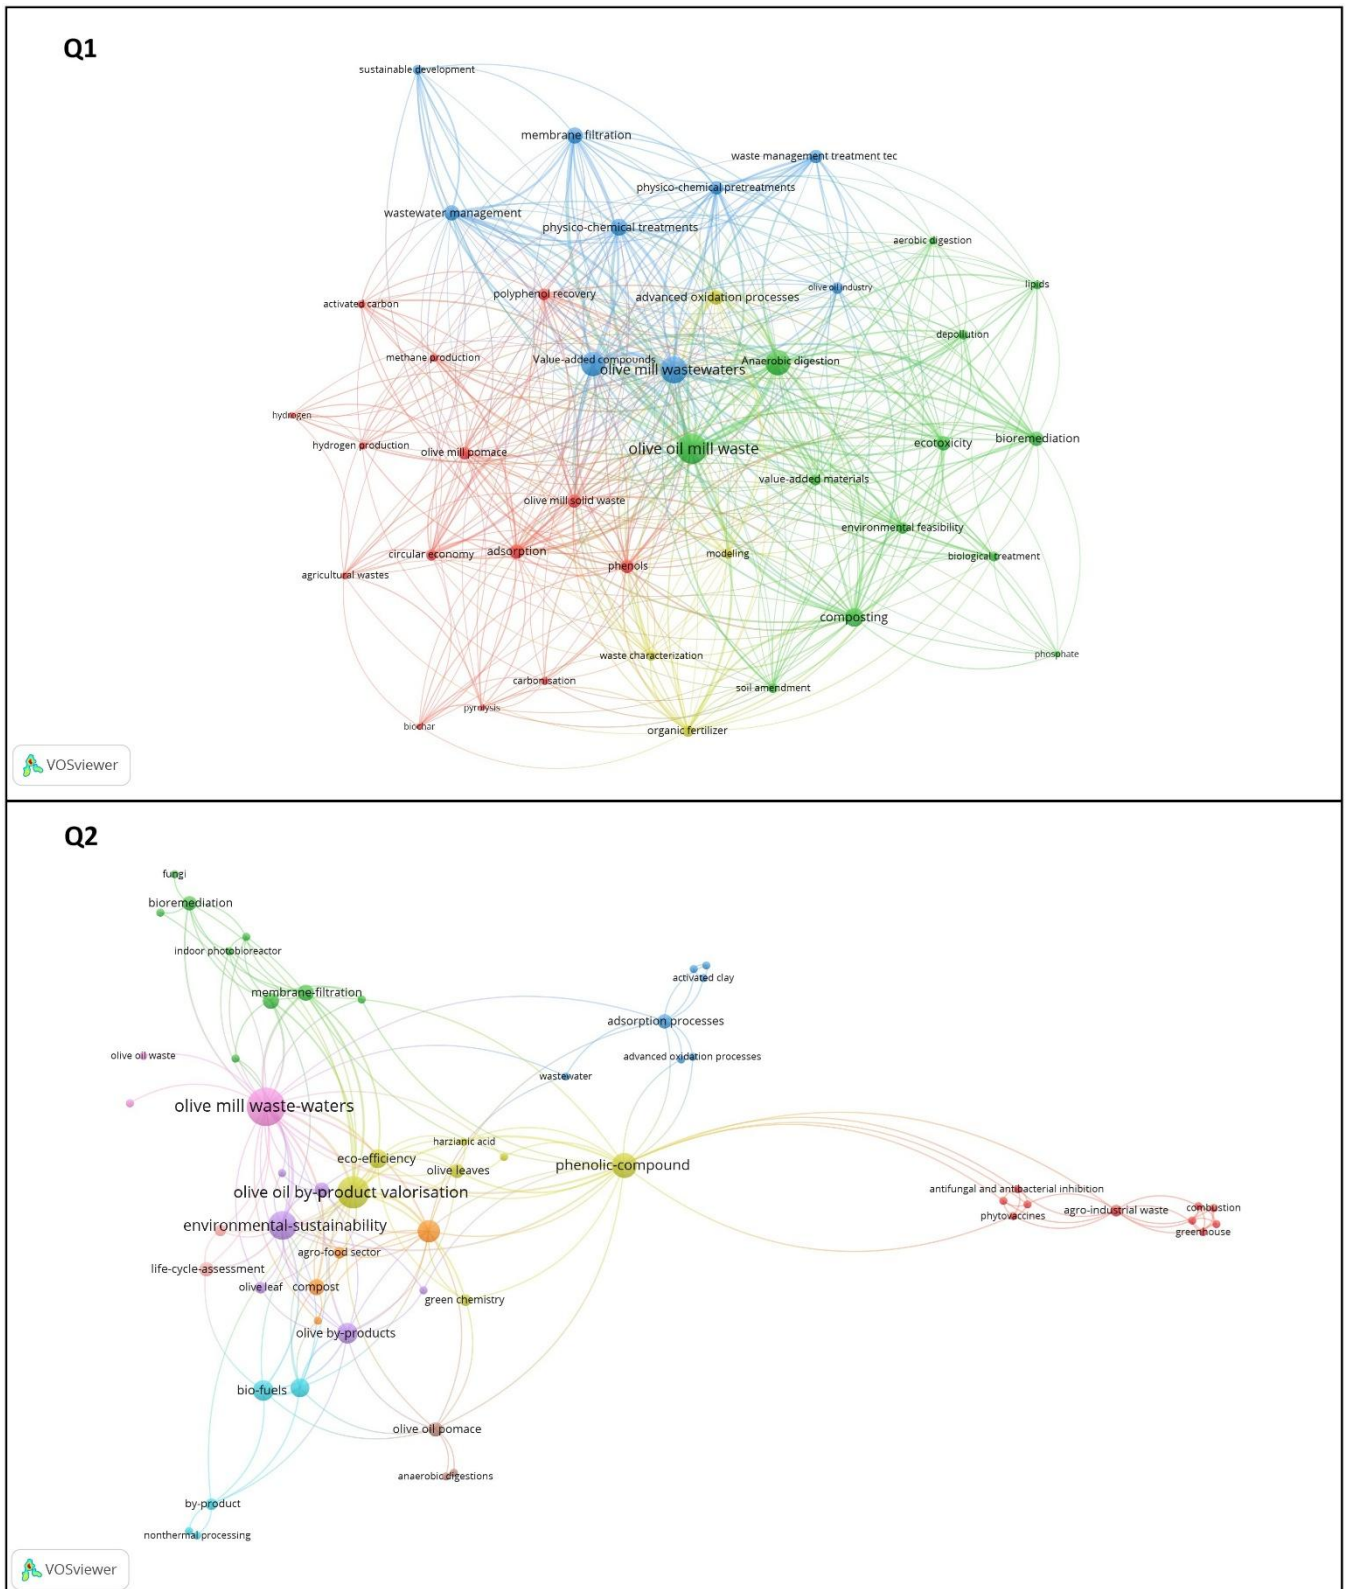 Q1
sustainable development
membrane filtration
waste management treatment tec
physico-chemical pretreatments
wastewater management
physico-chemical treatments
aerobic digestion
lipids
olive oil industry
polyphenol recovery
advanced oxidation processes
activated carbon
depollution
methane production
Value-added compounds
Anaerobic digestion
olive mill wastewaters
hydrogen
bioremediation
ecotoxicity
hydrogen production
olive mill pomace
olive oil mill waste
value-added materials
olive mill solid waste
environmental feasibility
circular economy
adsorption
modeling
biological treatment
phenols
agricultural wastes
composting
waste characterization
phosphate
carbonisation
soil amendment
pyrolysis
biochar
organic fertilizer
VOSviewer
Q2
fungi
bioremediation
indoor photobioreactor
activated clay
membrane-filtration
adsorption processes
olive oil waste
advanced oxidation processes
wastewater
olive mill waste-waters
harzianic acid
eco-efficiency
olive leaves
phenolic-compound
olive oil by-product valorisation
antifungal and antibacterial inhibition
agro-industrial waste
combustion
phytovaccines
environmental-sustainability
greenhouse
agro-food sector
life-cycle-assessment
olive leaf
compost
green chemistry
olive by-products
bio-fuels
olive oil pomace
anaerobic digestions
by-product
nonthermal processing
VOSviewer